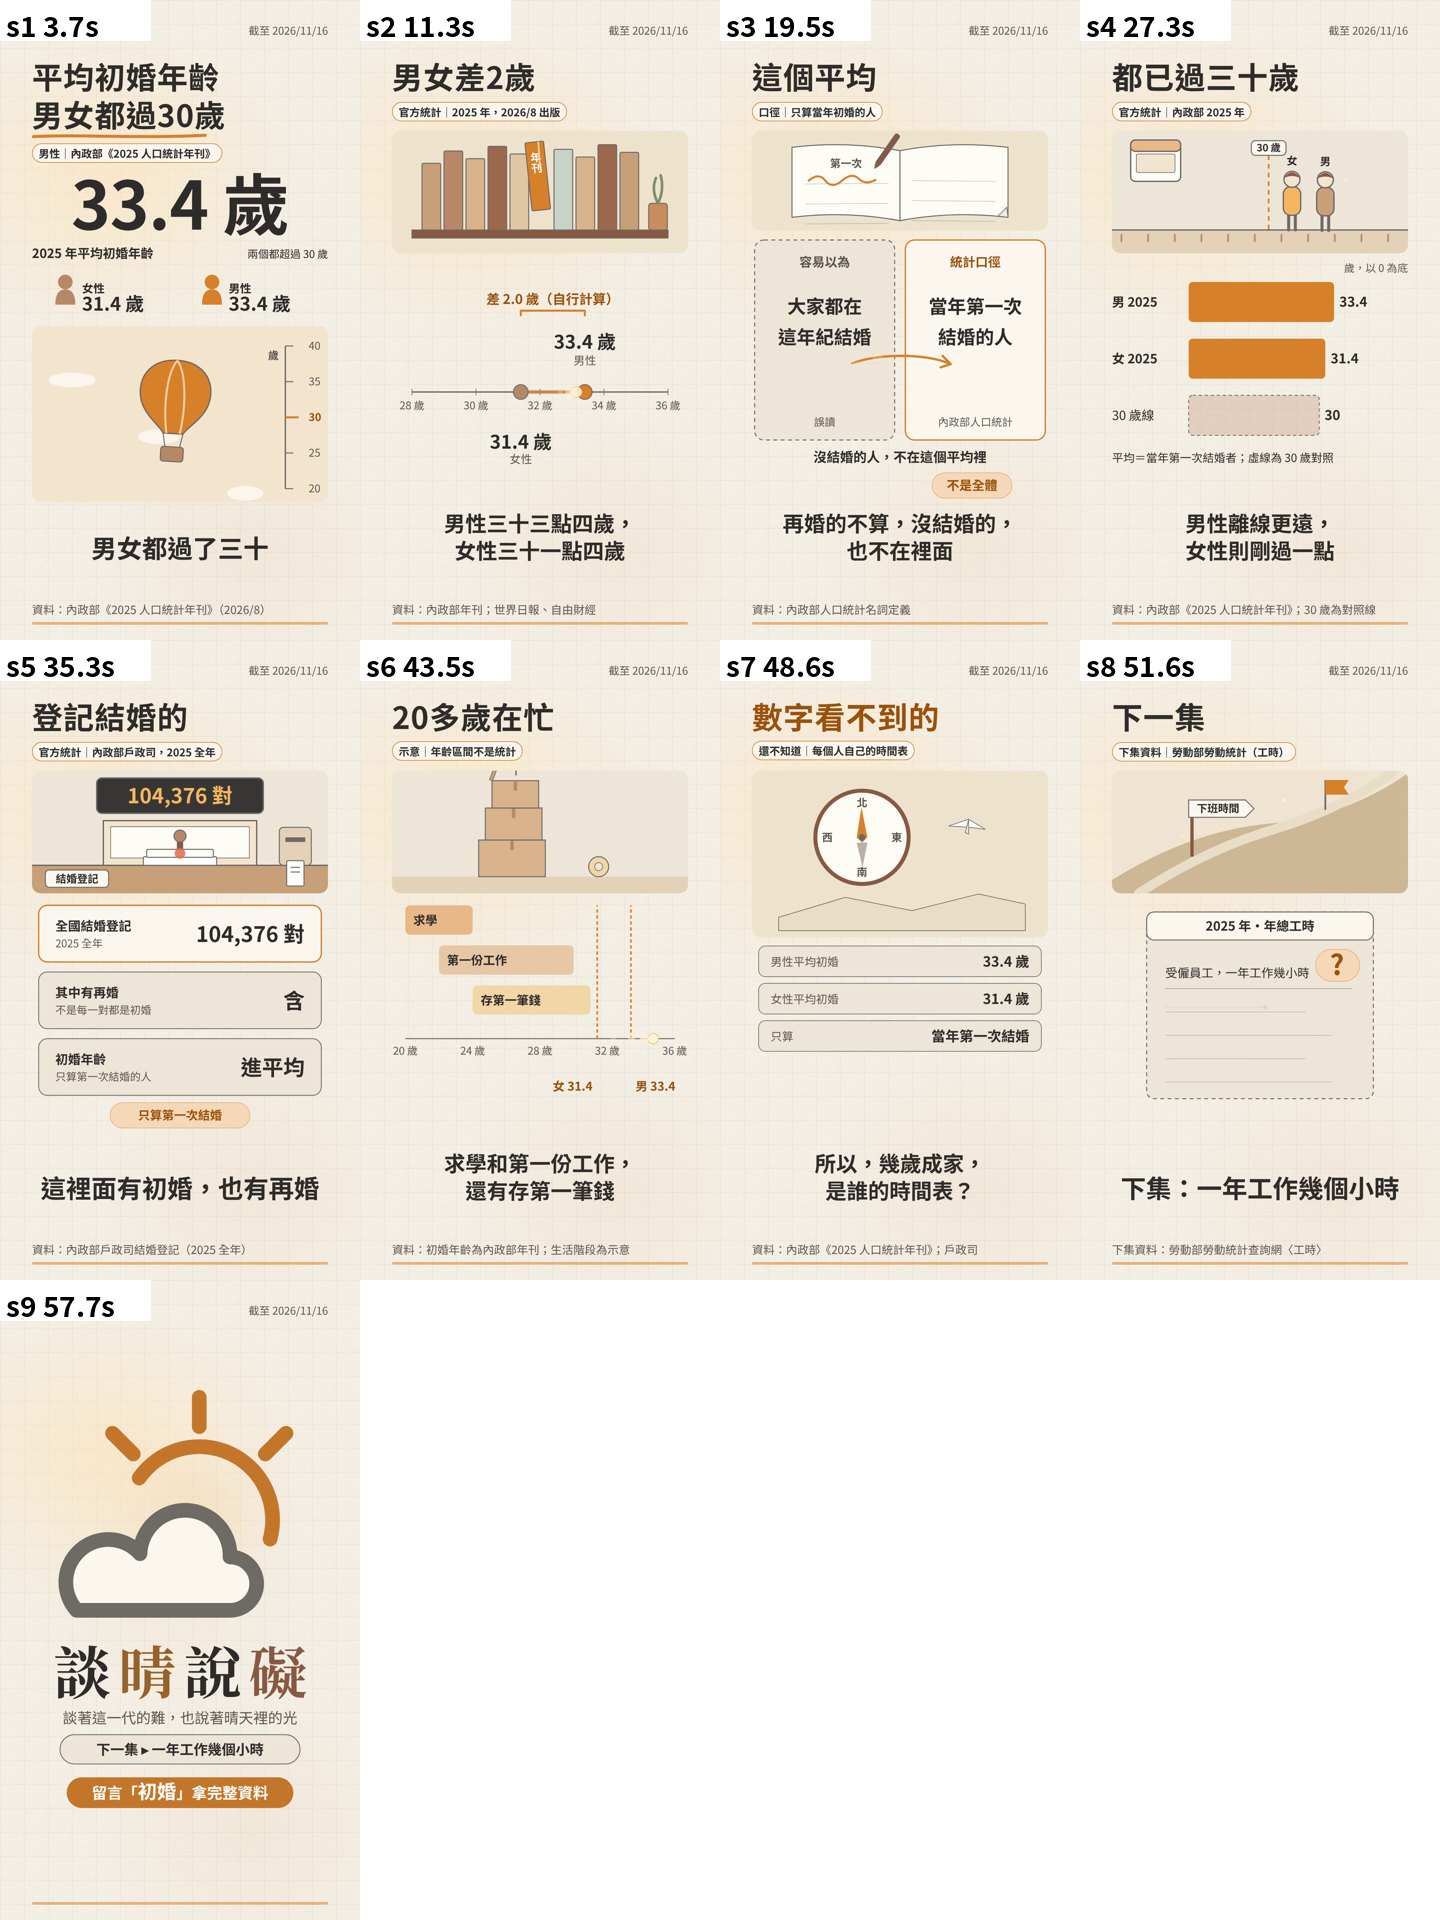 s1 3.7s
截至 2026/11/16
平均初婚年齡
男女都過30歲
男性｜內政部《2025 人口統計年刊》
33.4 歲
2025 年平均初婚年齡
兩個都超過 30 歲
女性
31.4 歲
男性
33.4 歲
歲
40
35
30
25
20
男女都過了三十
資料：內政部《2025 人口統計年刊》（2026/8）
s2 11.3s
截至 2026/11/16
男女差2歲
官方統計｜2025 年，2026/8 出版
年刊
差 2.0 歲（自行計算）
33.4 歲
男性
28 歲
30 歲
32 歲
34 歲
36 歲
31.4 歲
女性
男性三十三點四歲，
女性三十一點四歲
資料：內政部年刊；世界日報、自由財經
s3 19.5s
截至 2026/11/16
這個平均
口徑｜只算當年初婚的人
第一次
容易以為
大家都在
這年紀結婚
誤讀
統計口徑
當年第一次
結婚的人
內政部人口統計
沒結婚的人，不在這個平均裡
不是全體
再婚的不算，沒結婚的，
也不在裡面
資料：內政部人口統計名詞定義
s4 27.3s
截至 2026/11/16
都已過三十歲
官方統計｜內政部 2025 年
30 歲
女
男
歲，以 0 為底
男 2025
33.4
女 2025
31.4
30 歲線
30
平均＝當年第一次結婚者；虛線為 30 歲對照
男性離線更遠，
女性則剛過一點
資料：內政部《2025 人口統計年刊》；30 歲為對照線
s5 35.3s
截至 2026/11/16
登記結婚的
官方統計｜內政部戶政司，2025 全年
104,376 對
結婚登記
全國結婚登記
2025 全年
104,376 對
其中有再婚
不是每一對都是初婚
含
初婚年齡
只算第一次結婚的人
進平均
只算第一次結婚
這裡面有初婚，也有再婚
資料：內政部戶政司結婚登記（2025 全年）
s6 43.5s
截至 2026/11/16
20多歲在忙
示意｜年齡區間不是統計
求學
第一份工作
存第一筆錢
20 歲
24 歲
28 歲
32 歲
36 歲
女 31.4
男 33.4
求學和第一份工作，
還有存第一筆錢
資料：初婚年齡為內政部年刊；生活階段為示意
s7 48.6s
截至 2026/11/16
數字看不到的
還不知道｜每個人自己的時間表
北
西
東
南
男性平均初婚
33.4 歲
女性平均初婚
31.4 歲
只算
當年第一次結婚
所以，幾歲成家，
是誰的時間表？
資料：內政部《2025 人口統計年刊》；戶政司
s8 51.6s
截至 2026/11/16
下一集
下集資料｜勞動部勞動統計（工時）
下班時間
2025 年・年總工時
受僱員工，一年工作幾小時
?
下集：一年工作幾個小時
下集資料：勞動部勞動統計查詢網〈工時〉
s9 57.7s
截至 2026/11/16
談晴說礙
談著這一代的難，也說著晴天裡的光
下一集 ▸ 一年工作幾個小時
留言「初婚」拿完整資料